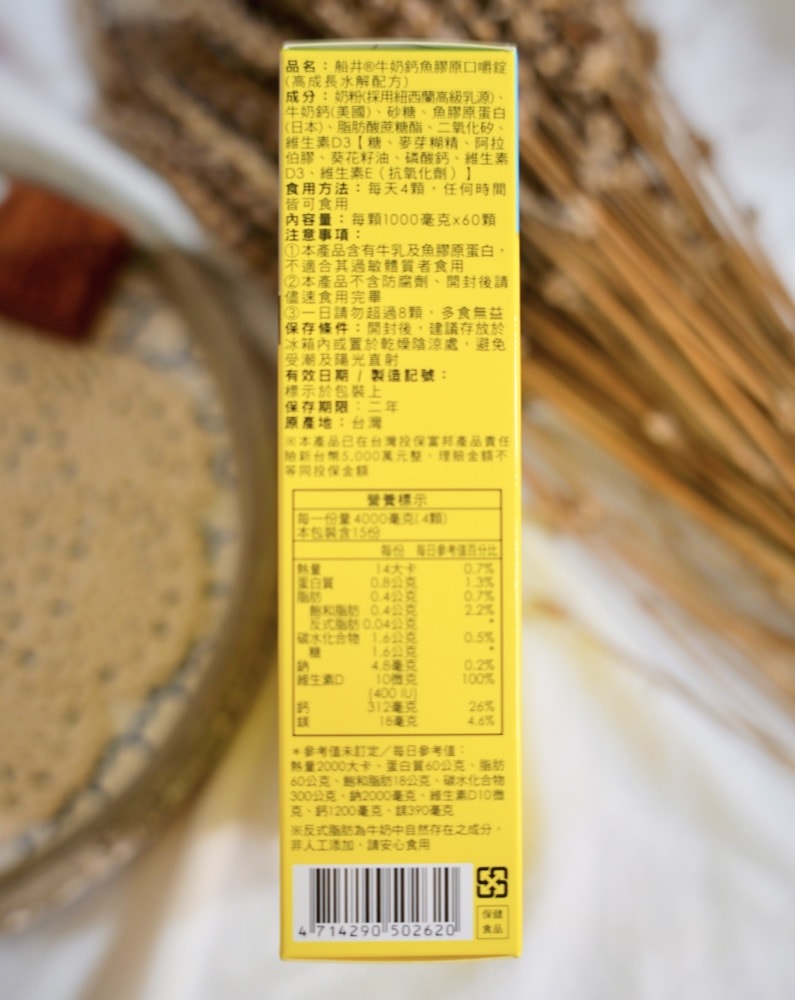 品名：船井®牛奶鈣魚膠原口嚼錠
(高成長水解配方)
成分：奶粉(採用紐西蘭高級乳源)、
牛奶鈣(美國)、砂糖、魚膠原蛋白
(日本)、脂肪酸蔗糖酯、二氧化矽、
維生素D3【糖、麥芽糊精、阿拉
伯膠、葵花籽油、磷酸鈣、維生素
D3、維生素E（抗氧化劑）】
食用方法：每天4顆，任何時間
皆可食用
內容量：每顆1000毫克x60顆
注意事項：
①本產品含有牛乳及魚膠原蛋白，
不適合其過敏體質者食用
②本產品不含防腐劑、開封後請
儘速食用完畢
③一日請勿超過8顆，多食無益
保存條件：開封後，建議存放於
冰箱內或置於乾燥陰涼處，避免
受潮及陽光直射
有效日期/製造記號：
標示於包裝上
保存期限：二年
原產地：台灣
※本產品已在台灣投保富邦產品責任
險新台幣5,000萬元整，理賠金額不
等同投保金額
營養標示
每一份量4000毫克(4顆)
本包裝含15份
每份 每日參考值百分比
熱量 14大卡 0.7%
蛋白質 0.8公克 1.3%
脂肪 0.4公克 0.7%
飽和脂肪 0.4公克 2.2%
反式脂肪 0.04公克 *
碳水化合物 1.6公克 0.5%
糖 1.6公克 *
鈉 4.8毫克 0.2%
維生素D 10微克 100%
(400 IU)
鈣 312毫克 26%
鎂 18毫克 4.6%
*參考值未訂定／每日參考值：
熱量2000大卡、蛋白質60公克、脂肪
60公克、飽和脂肪18公克、碳水化合物
300公克、鈉2000毫克、維生素D10微
克、鈣1200毫克、鎂390毫克
※反式脂肪為牛奶中自然存在之成分，
非人工添加，請安心食用
4 714290 502620
保健
食品